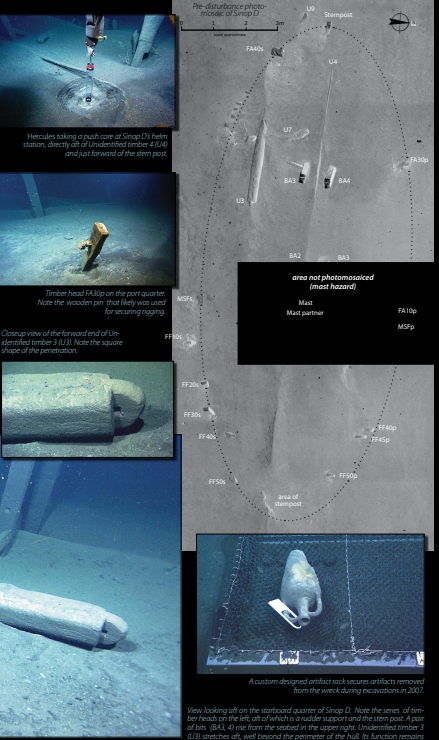 Pre-disturbance photo-
mosaic of Sinop D
1 2 3m
scale approximate
U9
Sternpost
FA40s
U4
U7
FA30p
BA3
BA4
U3
BA2
BA3
area not photomosaiced
(mast hazard)
Mast
Mast partner
FA10p
MSFp
MSFs
FF10s
FF20s
FF30s
FF40s
FF40p
FF45p
FF50s
FF50p
area of
stempost
Hercules taking a push core at Sinop D's helm
station, directly aft of Unidentified timber 4 (U4)
and just forward of the stern post.
Timber head FA30p on the port quarter.
Note the wooden pin that likely was used
for securing rigging.
Closeup view of the forward end of Un-
identified timber 3 (U3). Note the square
shape of the penetration.
A custom designed artifact rack secures artifacts removed
from the wreck during excavations in 2007.
View looking aft on the starboard quarter of Sinop D. Note the series of tim-
ber heads on the left, aft of which is a rudder support and the stern post. A pair
of bits (BA3, 4) rise from the seabed in the upper right. Unidentified timber 3
(U3) stretches aft, well beyond the perimeter of the hull. Its function remains